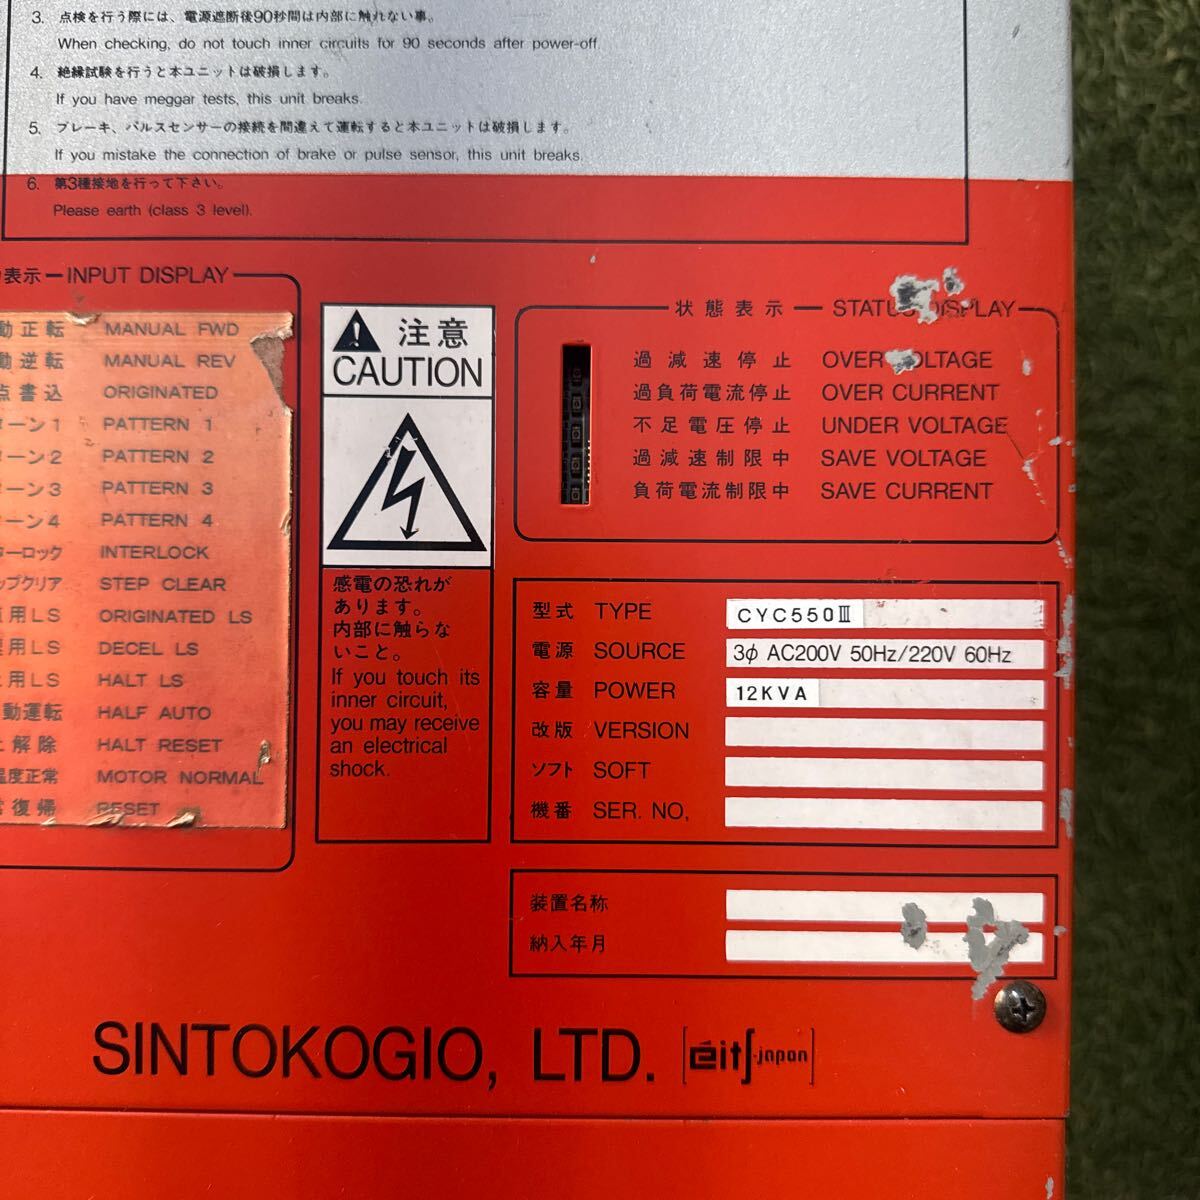 3. 点検を行う際には、電源遮断後90秒間は内部に触れない事。
When checking, do not touch inner circuits for 90 seconds after power-off.
4. 絶縁試験を行うと本ユニットは破損します。
If you have meggar tests, this unit breaks.
5. ブレーキ、パルスセンサーの接続を間違えて運転すると本ユニットは破損します。
If you mistake the connection of brake or pulse sensor, this unit breaks.
6. 第3種接地を行って下さい。
Please earth (class 3 level).
表示 INPUT DISPLAY
動正転 MANUAL FWD
動逆転 MANUAL REV
点書込 ORIGINATED
ターン1 PATTERN 1
ターン2 PATTERN 2
ターン3 PATTERN 3
ターン4 PATTERN 4
ターロック INTERLOCK
ップクリア STEP CLEAR
用LS ORIGINATED LS
用LS DECEL LS
用LS HALT LS
動運転 HALF AUTO
解除 HALT RESET
温度正常 MOTOR NORMAL
復帰 RESET
注意
CAUTION
感電の恐れが
あります。
内部に触らな
いこと。
If you touch its
inner circuit,
you may receive
an electrical
shock.
状態表示 STATUS DISPLAY
過減速停止 OVER VOLTAGE
過負荷電流停止 OVER CURRENT
不足電圧停止 UNDER VOLTAGE
過減速制限中 SAVE VOLTAGE
負荷電流制限中 SAVE CURRENT
型式 TYPE CYC550Ⅲ
電源 SOURCE 3φ AC200V 50Hz/220V 60Hz
容量 POWER 12KVA
改版 VERSION
ソフト SOFT
機番 SER. NO.
装置名称
納入年月
SINTOKOGIO, LTD. eits-japan